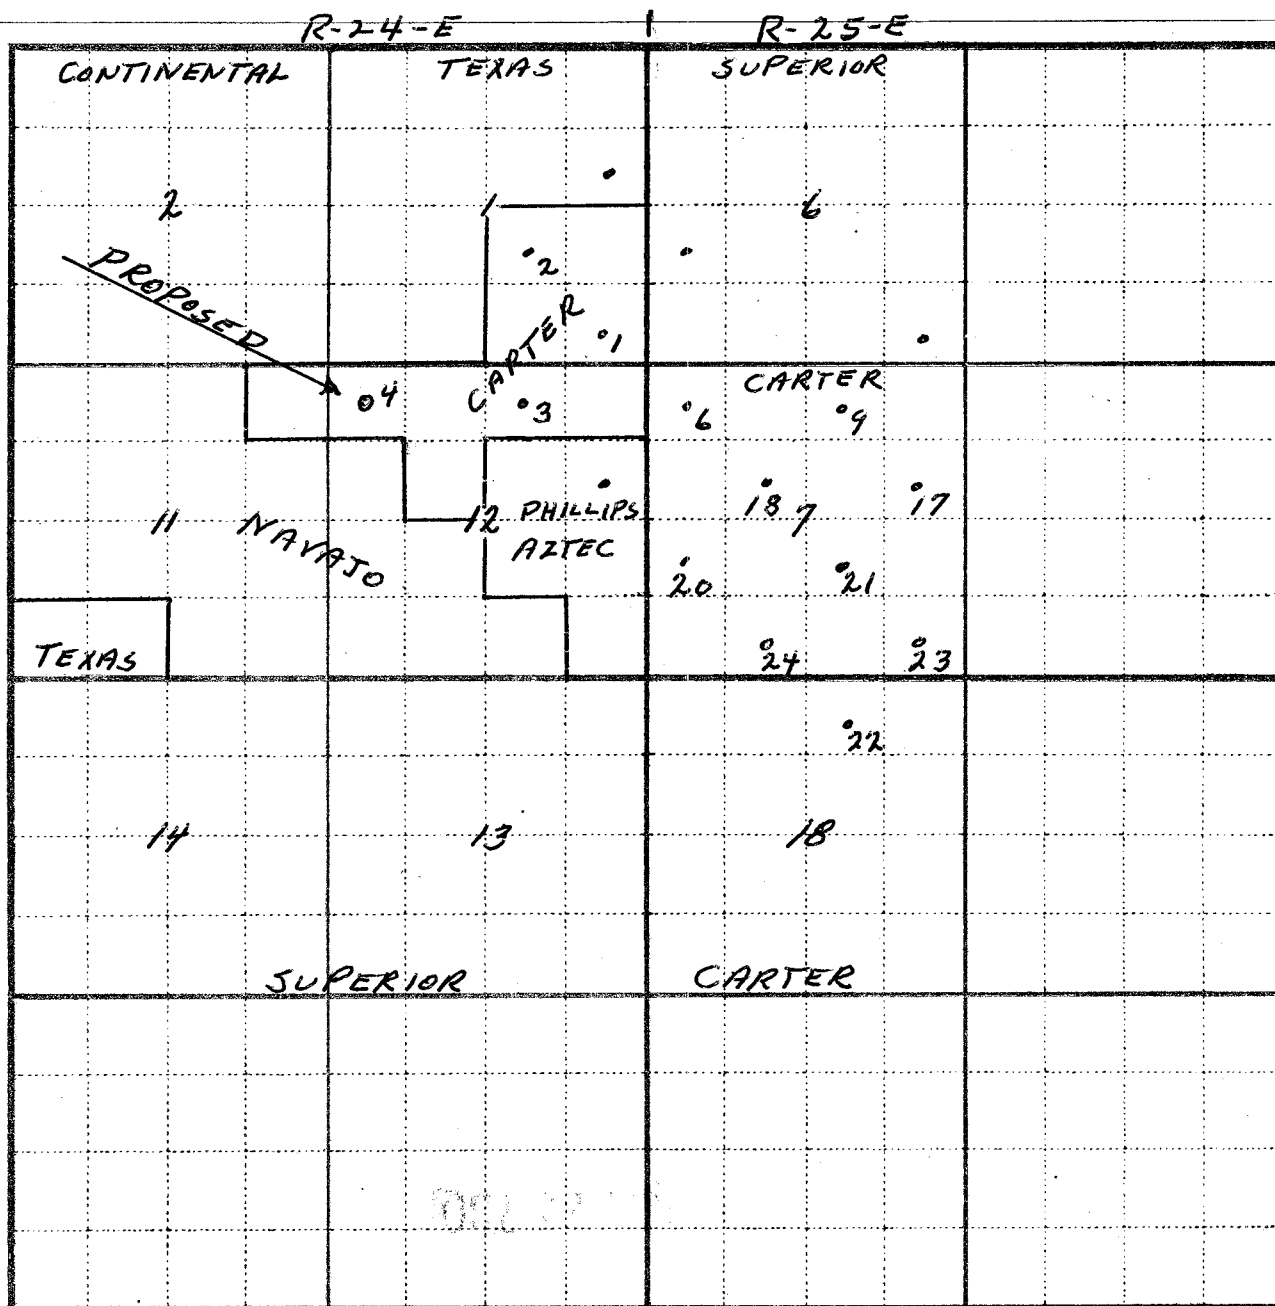 R-24-E R-25-E
CONTINENTAL TEXAS SUPERIOR
2 1 6
2
PROPOSED
CARTER
1
CARTER
4 3 6 9
18 17
11 NAVAJO 12 PHILLIPS 7
AZTEC
20 21
TEXAS 24 23
22
14 13 18
SUPERIOR CARTER